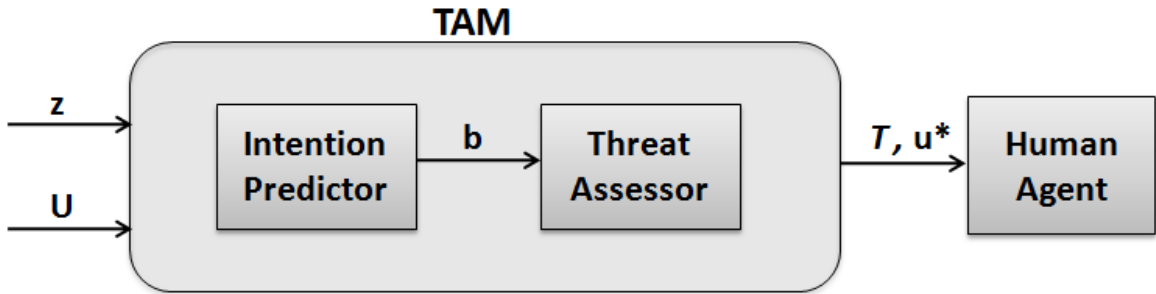 TAM
z
U
Intention
Predictor
b
Threat
Assessor
T, u*
Human
Agent